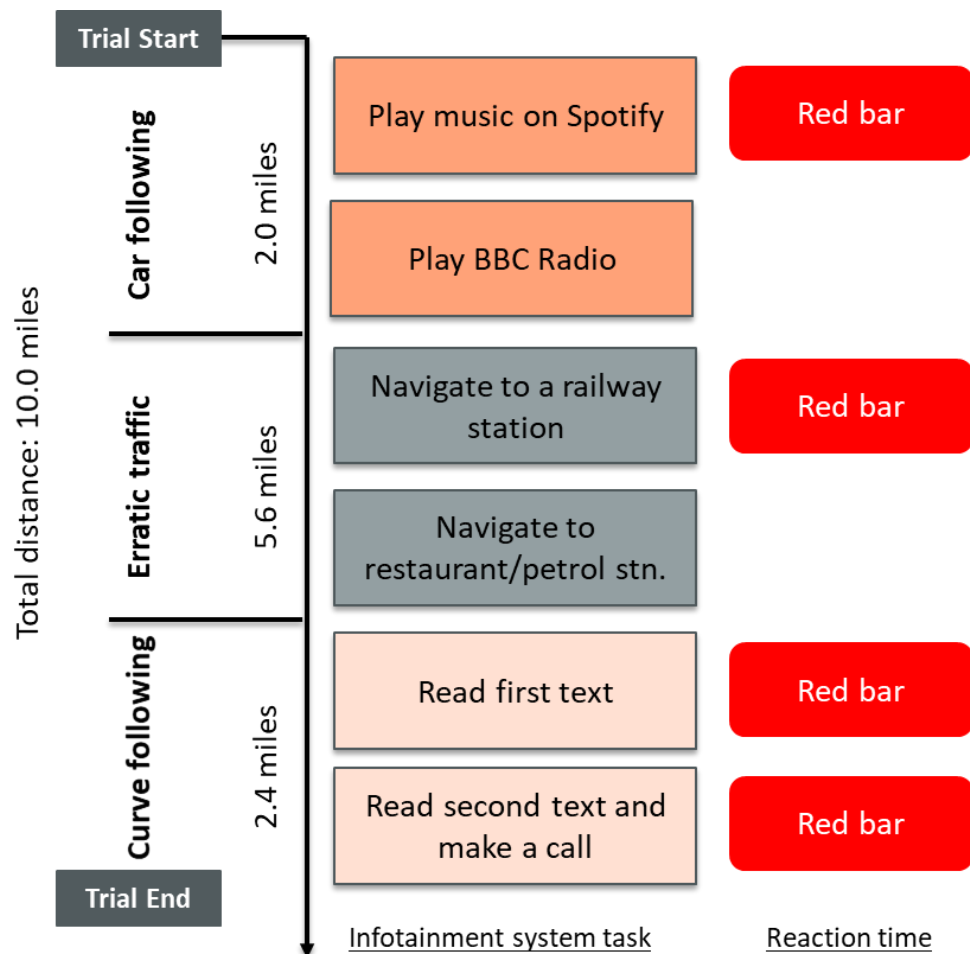 Trial Start
Total distance: 10.0 miles
Car following
2.0 miles
Play music on Spotify
Red bar
Play BBC Radio
Erratic traffic
5.6 miles
Navigate to a railway
station
Red bar
Navigate to
restaurant/petrol stn.
Curve following
2.4 miles
Read first text
Red bar
Read second text and
make a call
Red bar
Trial End
Infotainment system task
Reaction time